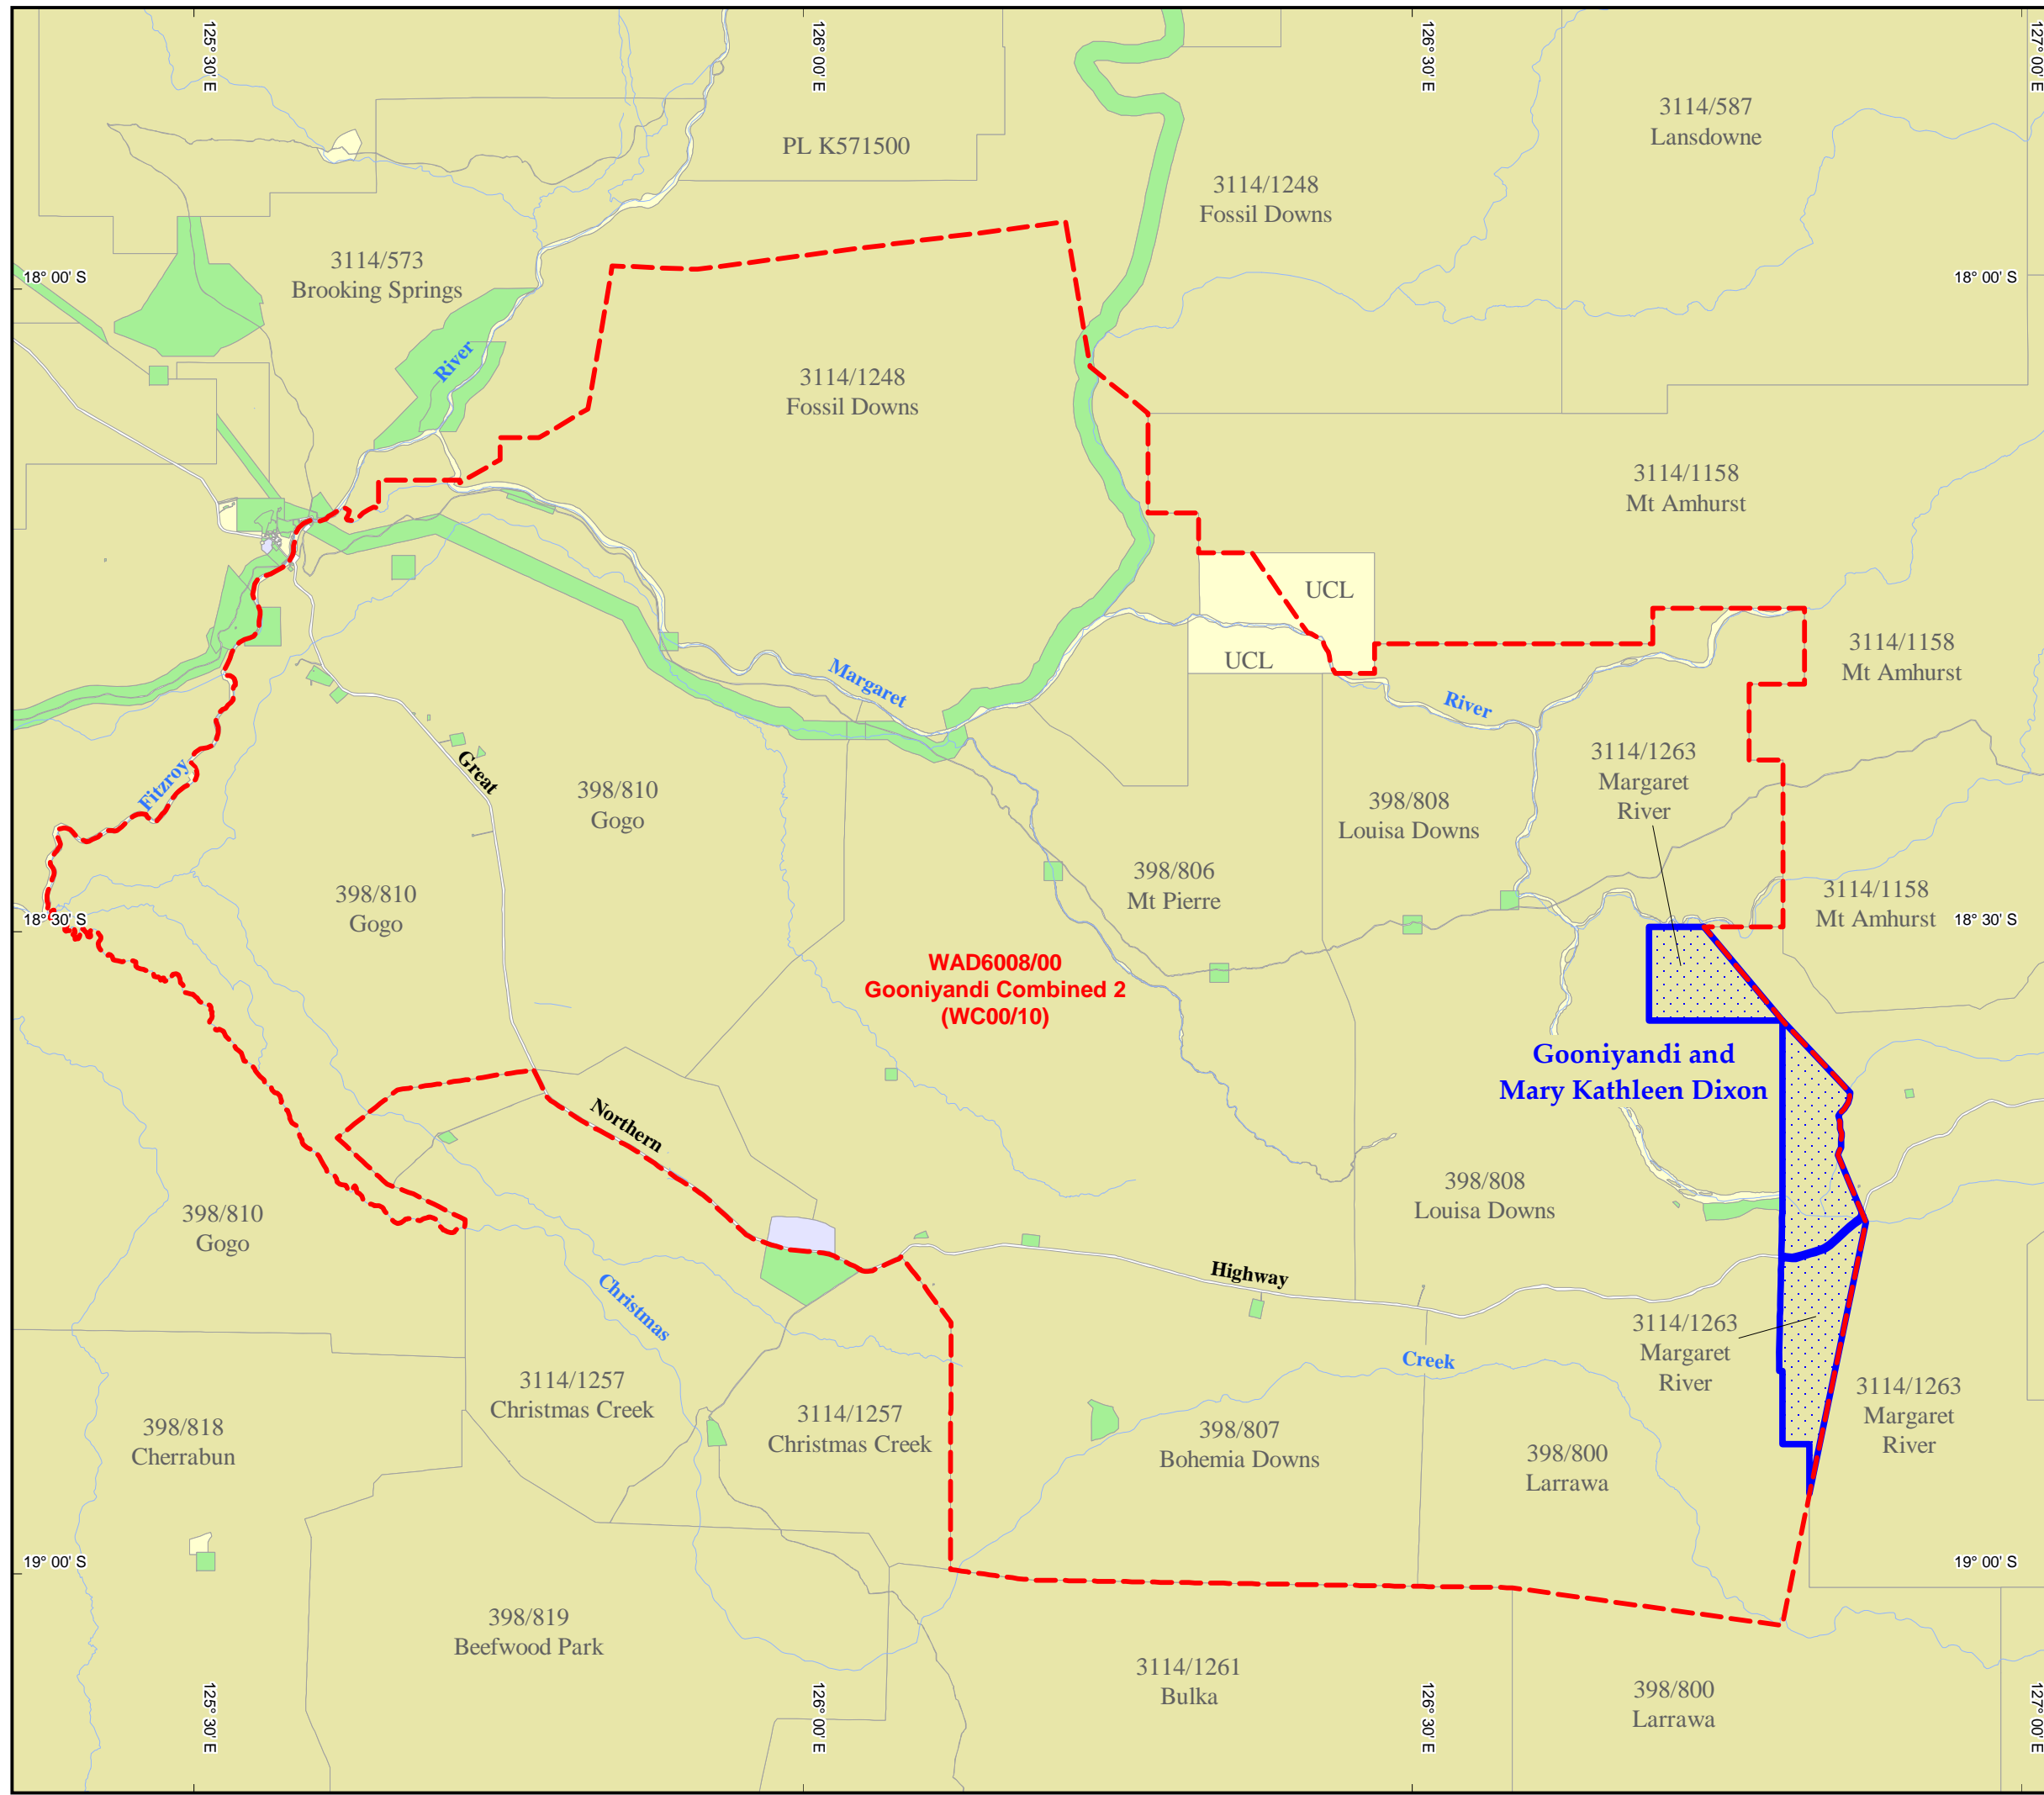 125° 30' E
126° 00' E
126° 30' E
127° 00' E
3114/587
Lansdowne
PL K571500
3114/1248
Fossil Downs
3114/573
Brooking Springs
18° 00' S
18° 00' S
River
3114/1248
Fossil Downs
3114/1158
Mt Amhurst
UCL
UCL
3114/1158
Mt Amhurst
Margaret
River
Fitzroy
Great
398/810
Gogo
3114/1263
Margaret
River
398/808
Louisa Downs
398/806
Mt Pierre
398/810
Gogo
3114/1158
Mt Amhurst
18° 30' S
18° 30' S
WAD6008/00
Gooniyandi Combined 2
(WC00/10)
Gooniyandi and
Mary Kathleen Dixon
Northern
398/808
Louisa Downs
398/810
Gogo
Highway
Christmas
3114/1263
Margaret
River
Creek
3114/1257
Christmas Creek
3114/1257
Christmas Creek
3114/1263
Margaret
River
398/818
Cherrabun
398/807
Bohemia Downs
398/800
Larrawa
19° 00' S
19° 00' S
398/819
Beefwood Park
3114/1261
Bulka
398/800
Larrawa
125° 30' E
126° 00' E
126° 30' E
127° 00' E